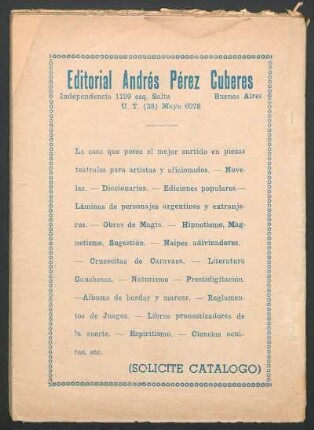 Editorial Andrés Pérez Cuberes
Independencia 1199 esq. Salta Buenos Aires
U. T. (38) Mayo 6078
La casa que posee el mejor surtido en piezas
teatrales para artistas y aficionados. — Nove-
las. — Diccionarios. — Ediciones populares.—
Láminas de personajes argentinos y extranje-
ros. — Obras de Magia. — Hipnotismo, Mag-
netismo, Sugestión. — Naipes adivinadores.
— Crucecitas de Caravaca. — Literatura
Gauchesca. — Naturismo — Prestidigitación.
—Albums de bordar y marcar. — Reglamen-
tos de Juegos. — Libros pronosticadores de
la suerte. — Espiritismo. — Ciencias ocul-
tas, etc.
(SOLICITE CATALOGO)